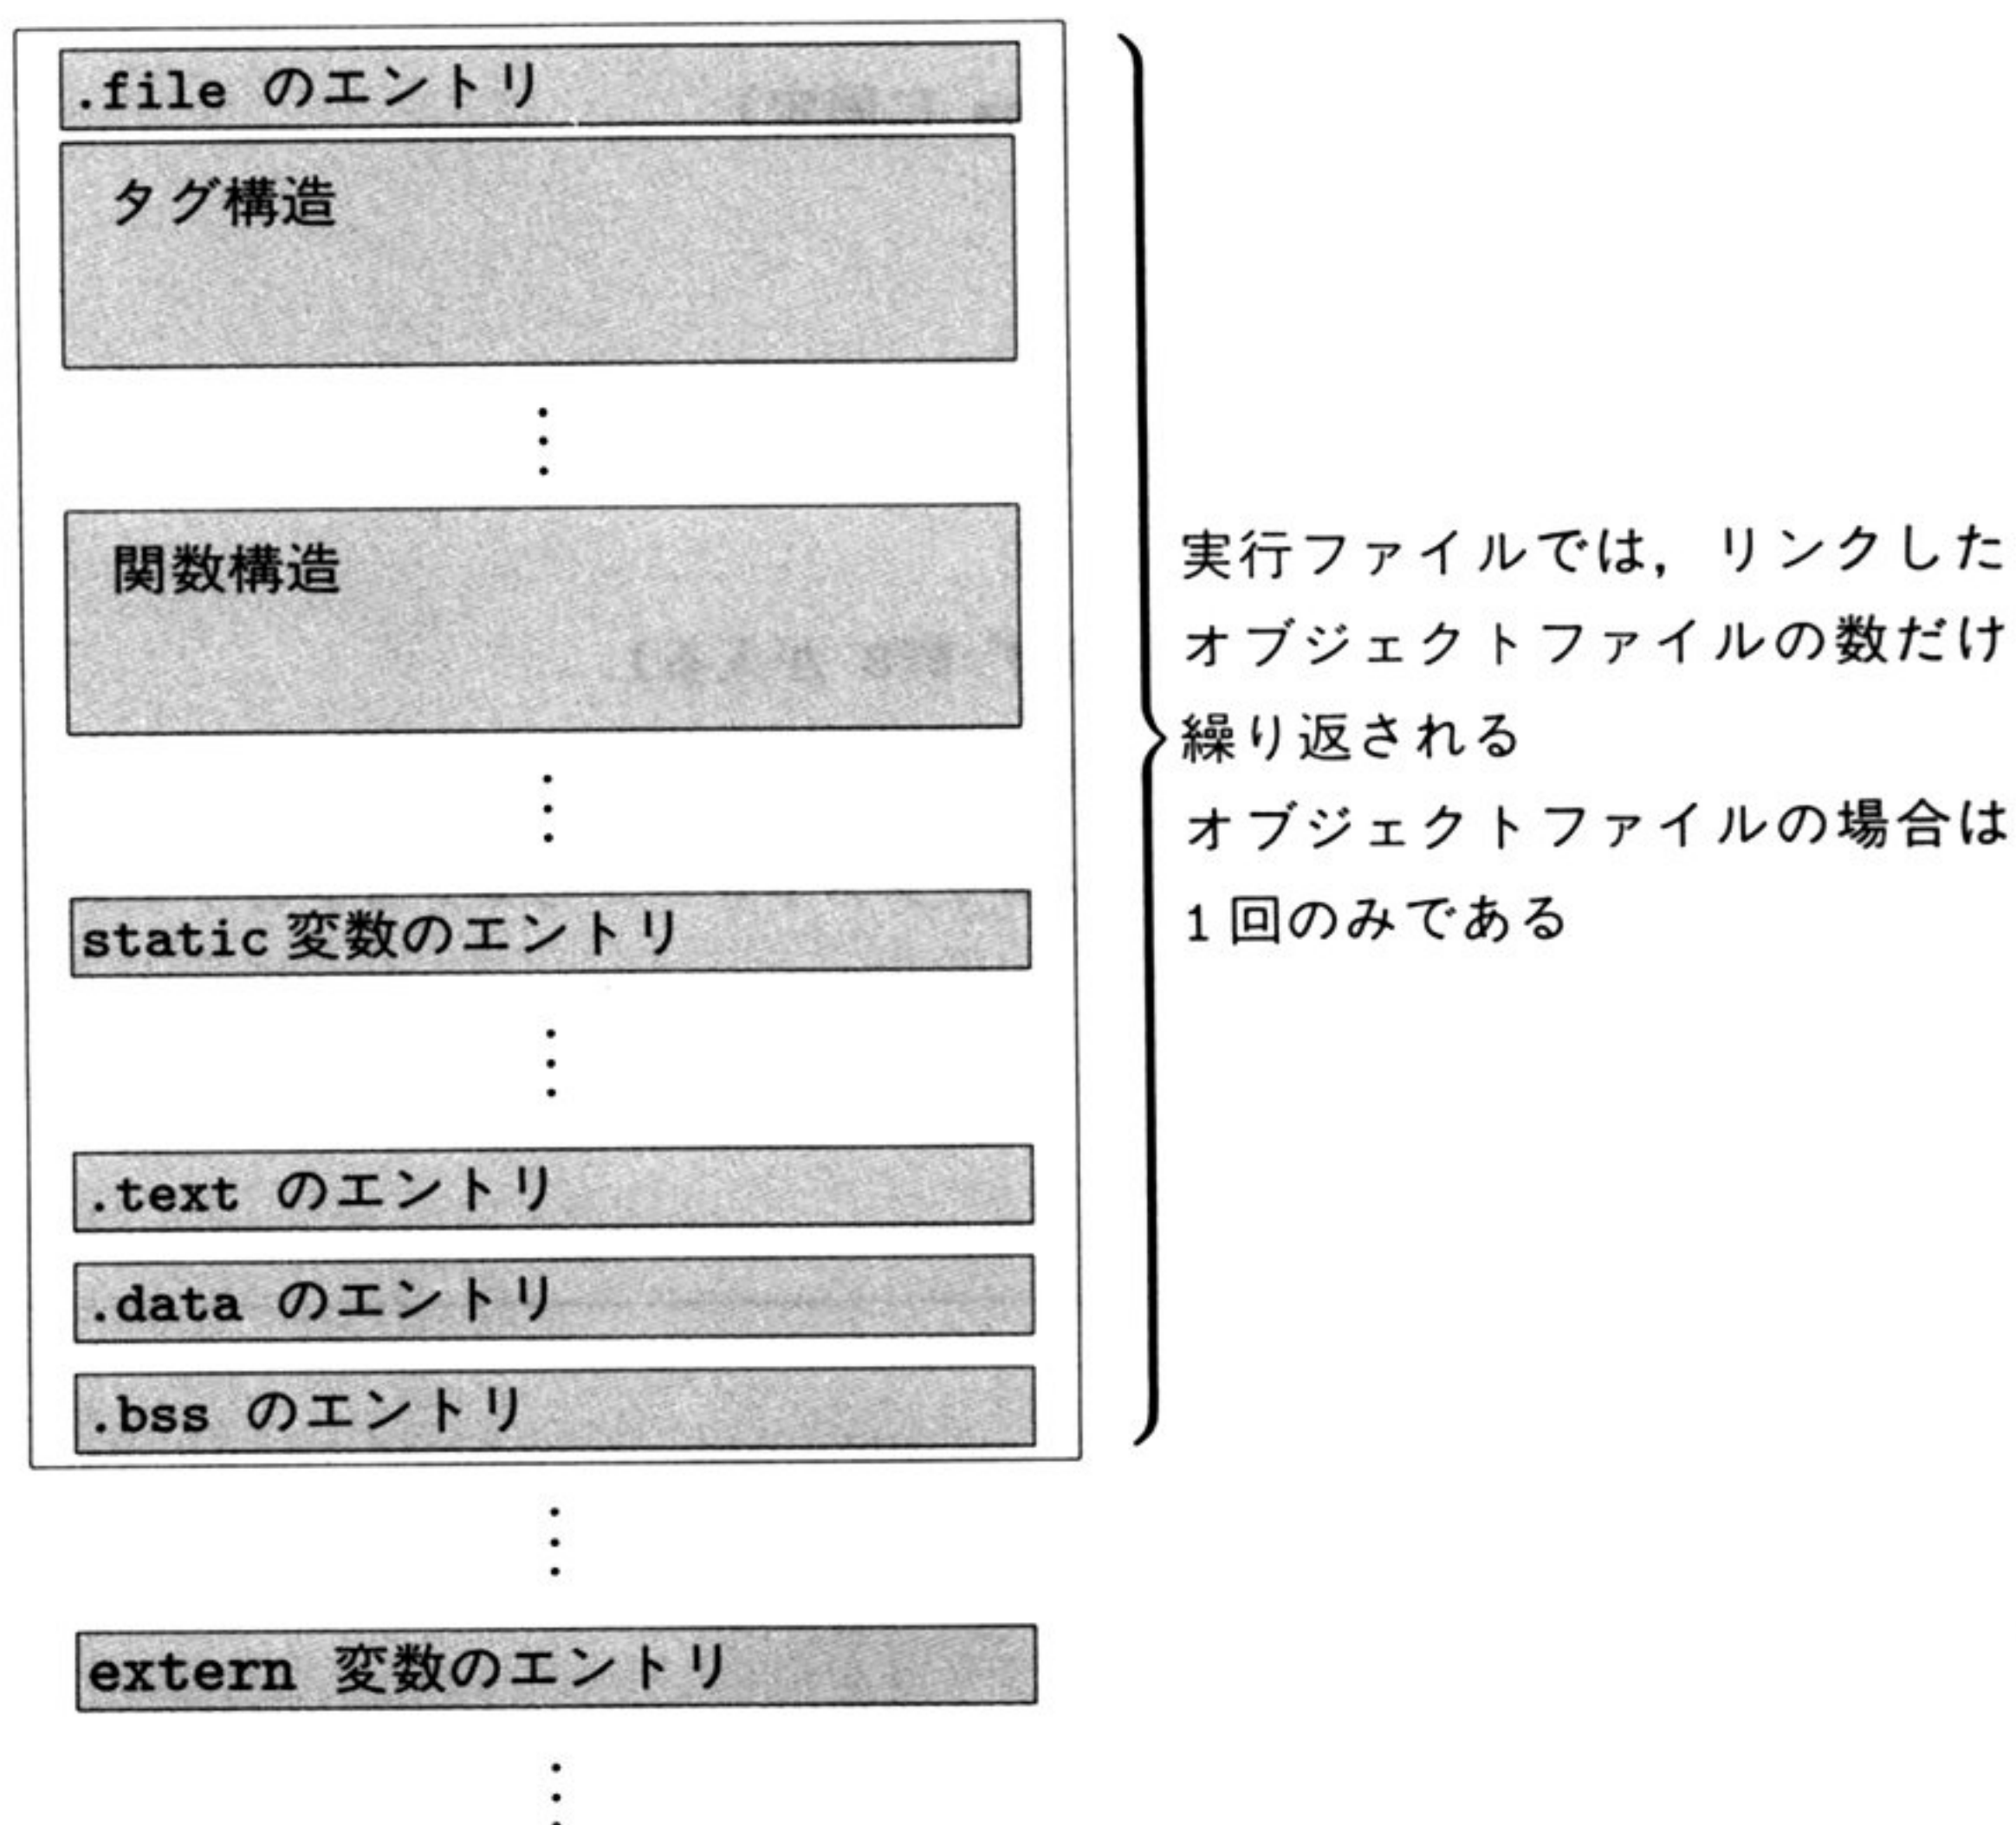 .file のエントリ
タグ構造
関数構造
static 変数のエントリ
.text のエントリ
.data のエントリ
.bss のエントリ
extern 変数のエントリ
実行ファイルでは，リンクした
オブジェクトファイルの数だけ
繰り返される
オブジェクトファイルの場合は
1 回のみである